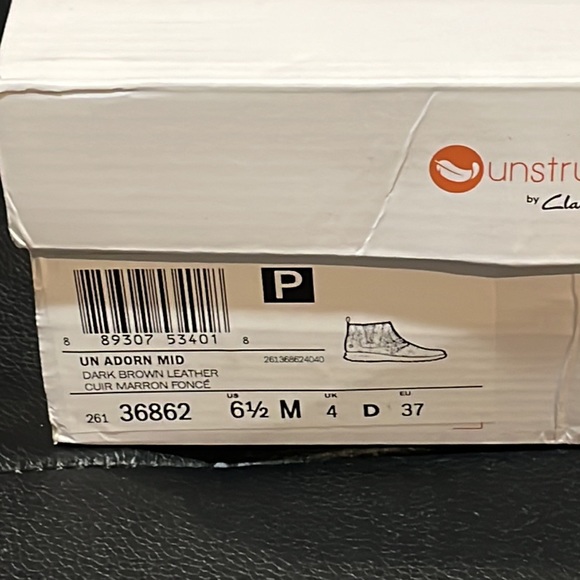 unstru
by Cla
P
8 89307 53401 8
UN ADORN MID 261368624040
DARK BROWN LEATHER
CUIR MARRON FONCÉ
US UK EU
261 36862 6½ M 4 D 37